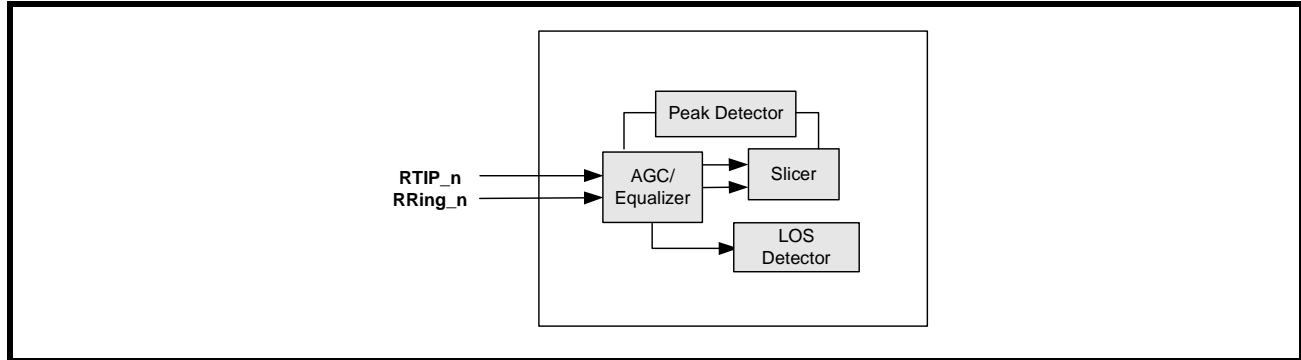 Peak Detector
RTIP_n
RRing_n
AGC/
Equalizer
Slicer
LOS
Detector